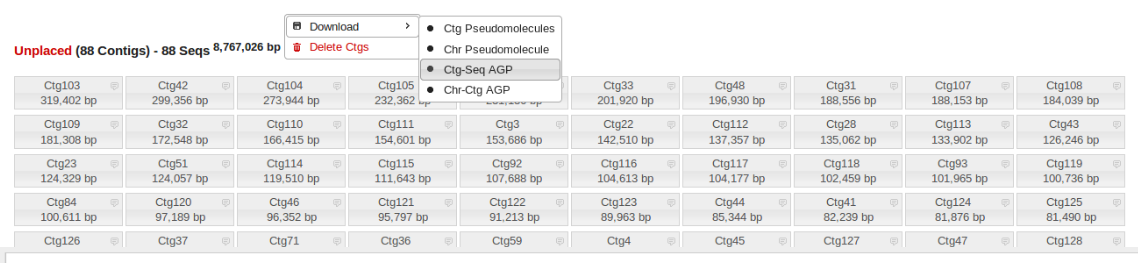 Download
Ctg Pseudomolecules
Unplaced (88 Contigs) - 88 Seqs 8,767,026 bp
Delete Ctgs
Chr Pseudomolecule
Ctg-Seq AGP
Chr-Ctg AGP
Ctg103 Ctg42 Ctg104 Ctg105 Ctg33 Ctg48 Ctg31 Ctg107 Ctg108
319,402 bp 299,356 bp 273,944 bp 232,362 bp 201,920 bp 196,930 bp 188,556 bp 188,153 bp 184,039 bp
Ctg109 Ctg32 Ctg110 Ctg111 Ctg3 Ctg22 Ctg112 Ctg28 Ctg113 Ctg43
181,308 bp 172,548 bp 166,415 bp 154,601 bp 153,686 bp 142,510 bp 137,357 bp 135,062 bp 133,902 bp 126,246 bp
Ctg23 Ctg51 Ctg114 Ctg115 Ctg92 Ctg116 Ctg117 Ctg118 Ctg93 Ctg119
124,329 bp 124,057 bp 119,510 bp 111,643 bp 107,688 bp 104,613 bp 104,177 bp 102,459 bp 101,965 bp 100,736 bp
Ctg84 Ctg120 Ctg46 Ctg121 Ctg122 Ctg123 Ctg44 Ctg41 Ctg124 Ctg125
100,611 bp 97,189 bp 96,352 bp 95,797 bp 91,213 bp 89,963 bp 85,344 bp 82,239 bp 81,876 bp 81,490 bp
Ctg126 Ctg37 Ctg71 Ctg36 Ctg59 Ctg4 Ctg45 Ctg127 Ctg47 Ctg128